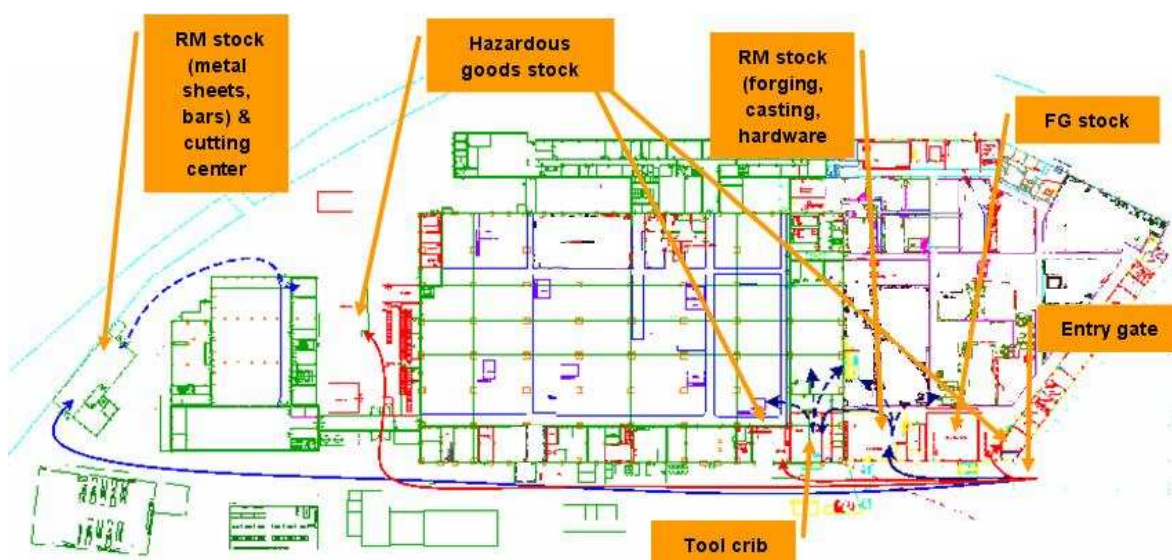 RM stock
(metal
sheets,
bars) &
cutting
center
Hazardous
goods stock
RM stock
(forging,
casting,
hardware
FG stock
Entry gate
Tool crib